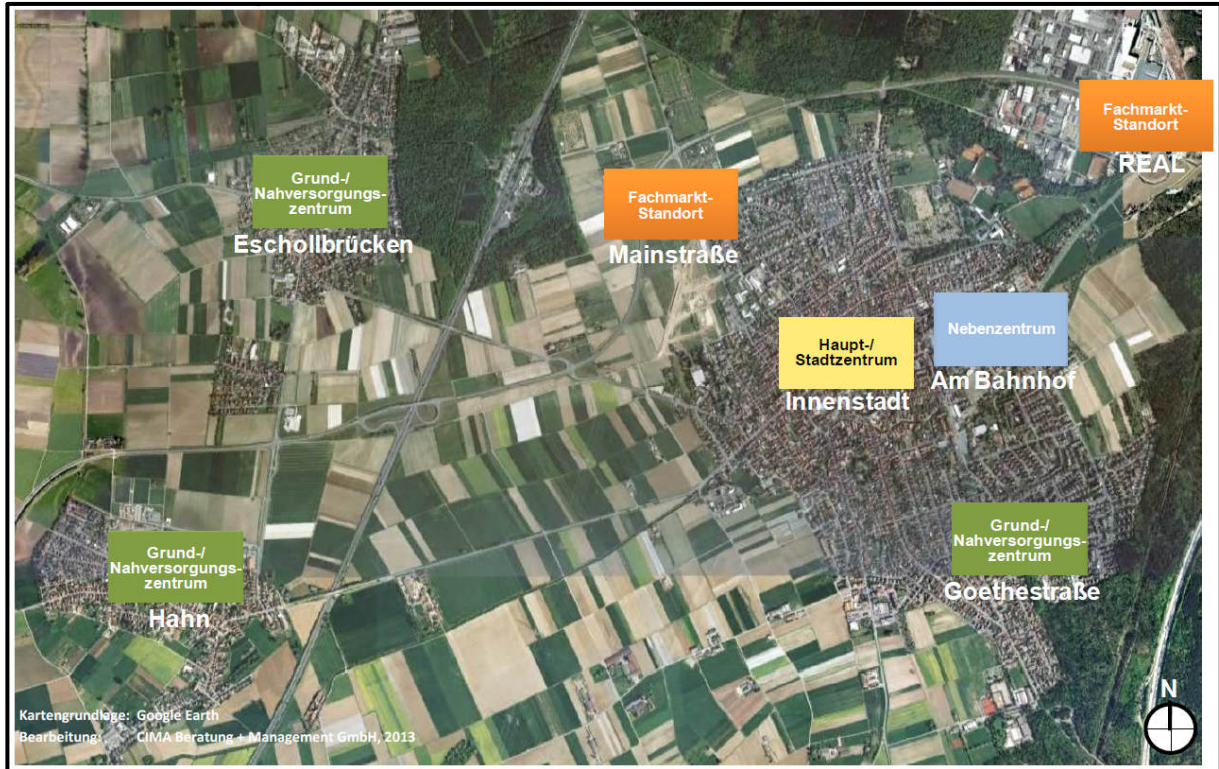 Fachmarkt-
Standort
REAL
Grund-/
Nahversorgungs-
zentrum
Eschollbrücken
Fachmarkt-
Standort
Mainstraße
Nebenzentrum
Am Bahnhof
Haupt-/
Stadtzentrum
Innenstadt
Grund-/
Nahversorgungs-
zentrum
Goethestraße
Grund-/
Nahversorgungs-
zentrum
Hahn
N
Kartengrundlage: Google Earth
Bearbeitung: CIMA Beratung + Management GmbH, 2013